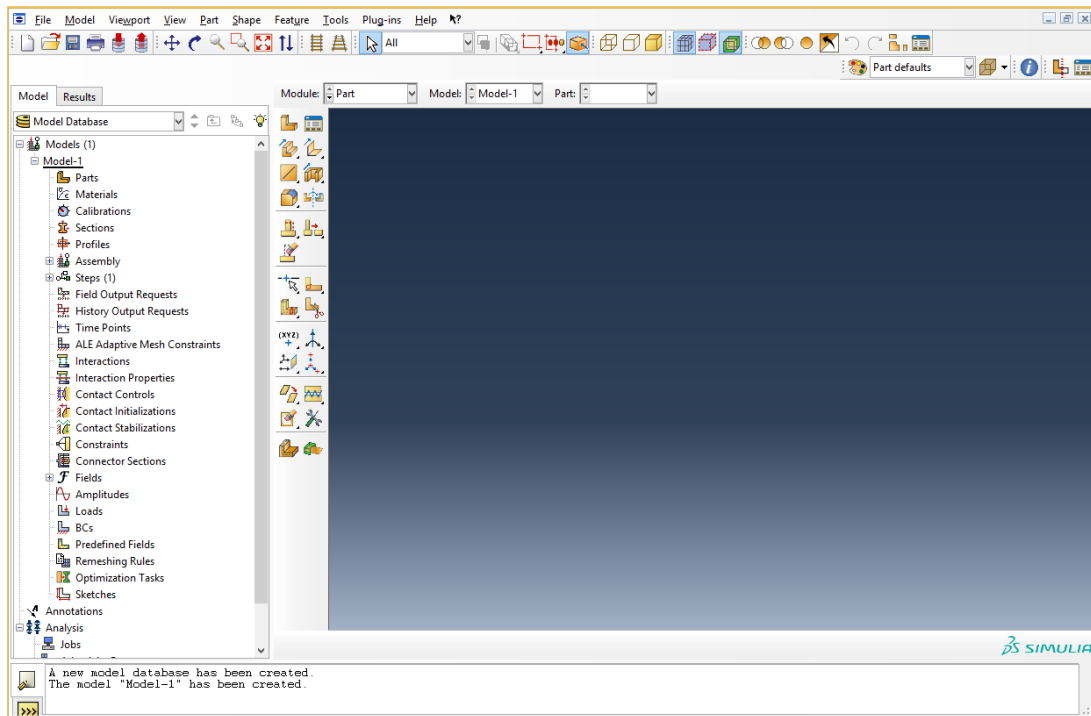 File Model Viewport View Part Shape Feature Tools Plug-ins Help
All
Part defaults
Model Results
Module: Part Model: Model-1 Part:
Model Database
Models (1)
Model-1
Parts
Materials
Calibrations
Sections
Profiles
Assembly
Steps (1)
Field Output Requests
History Output Requests
Time Points
ALE Adaptive Mesh Constraints
Interactions
Interaction Properties
Contact Controls
Contact Initializations
Contact Stabilizations
Constraints
Connector Sections
Fields
Amplitudes
Loads
BCs
Predefined Fields
Remeshing Rules
Optimization Tasks
Sketches
Annotations
Analysis
Jobs
(XYZ)
SIMULIA
A new model database has been created.
The model "Model-1" has been created.
>>>